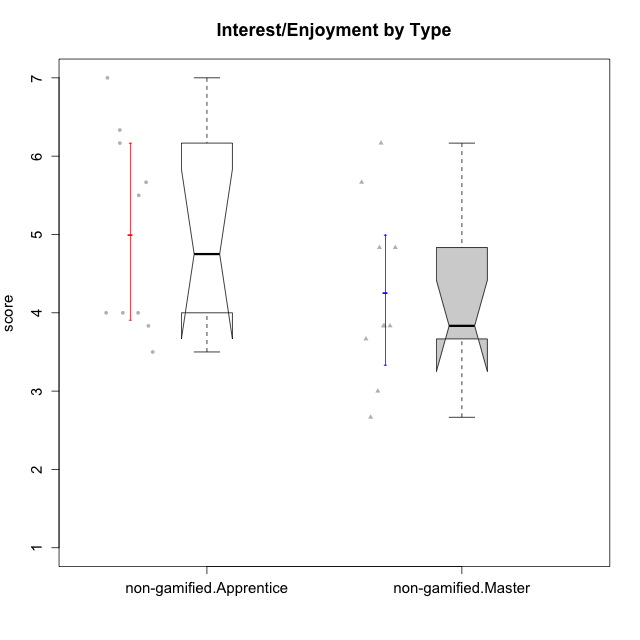 Interest/Enjoyment by Type
score
7
6
5
4
3
2
1
non-gamified.Apprentice
non-gamified.Master